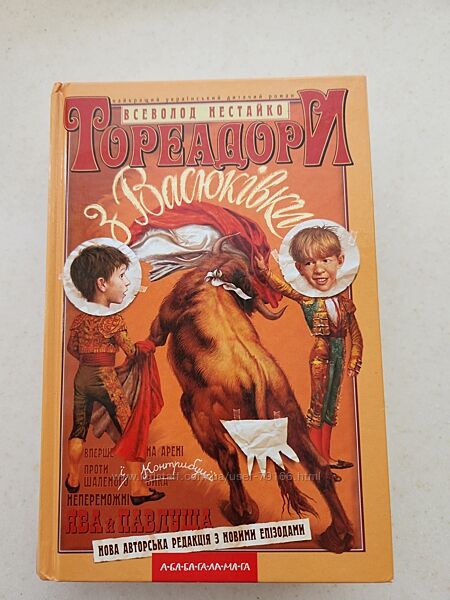 найкращий український дитячий роман
ВСЕВОЛОД НЕСТАЙКО
ТОРЕАДОРИ
з Васюківки
ВПЕРШЕ НА АРЕНІ
ПРОТИ
ШАЛЕНОГО БИКА
й Контрибуції
НЕПЕРЕМОЖНІ
ЯВА й ПАВЛУША
НОВА АВТОРСЬКА РЕДАКЦІЯ З НОВИМИ ЕПІЗОДАМИ
А-БА-БА-ГА-ЛА-МА-ГА